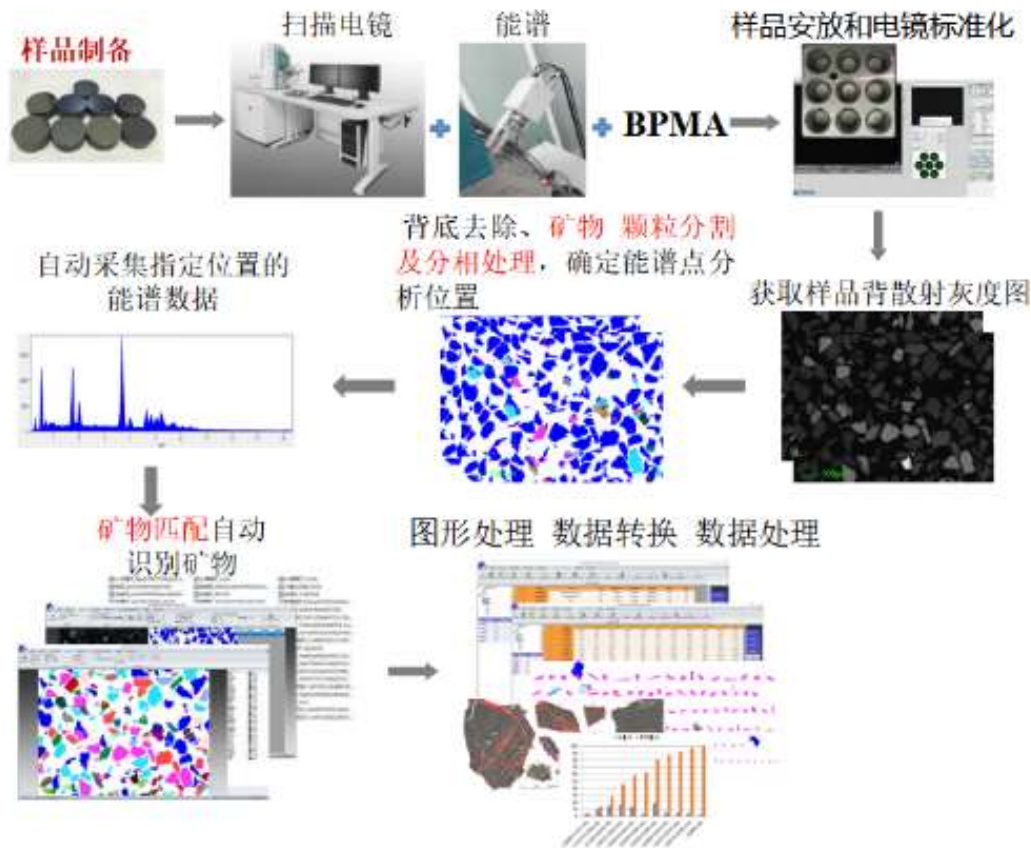 样品制备
扫描电镜
能谱
BPMA
样品安放和电镜标准化
获取样品背散射灰度图
背底去除、矿物 颗粒分割
及分相处理，确定能谱点分
析位置
自动采集指定位置的
能谱数据
矿物匹配自动
识别矿物
图形处理 数据转换 数据处理